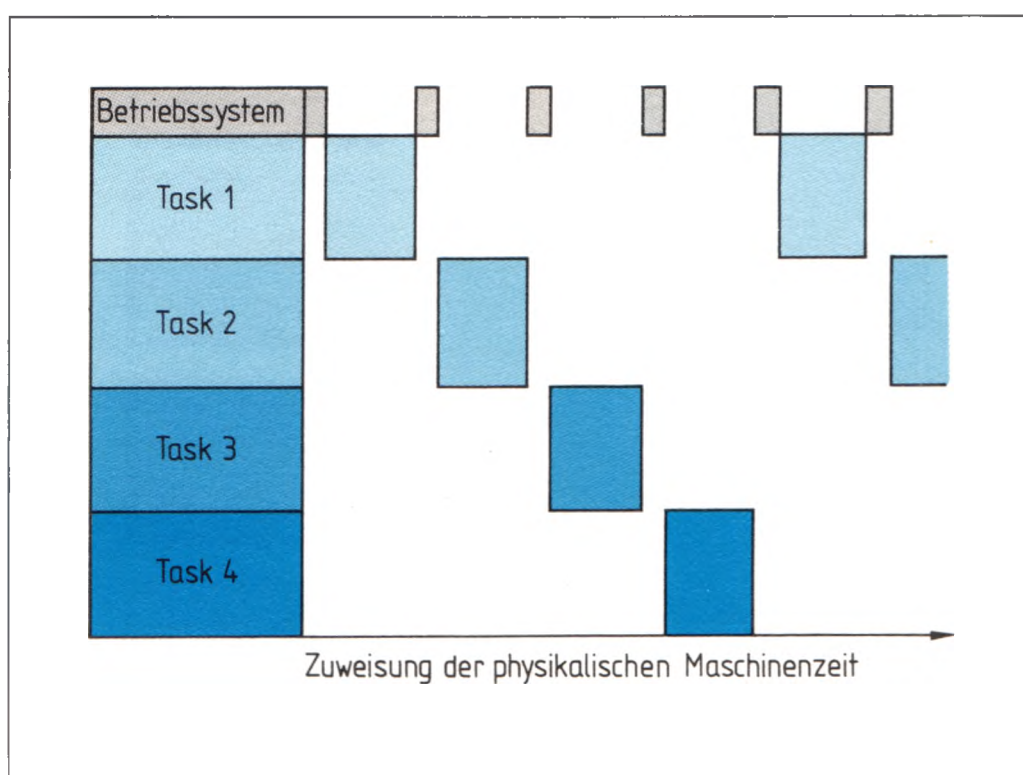 Betriebssystem
Task 1
Task 2
Task 3
Task 4
Zuweisung der physikalischen Maschinenzeit